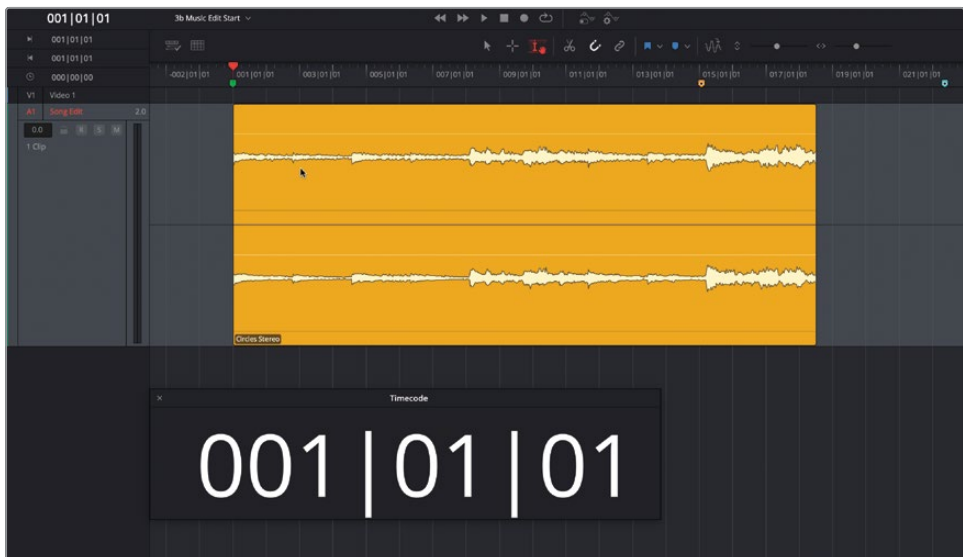 001|01|01
3b Music Edit Start
001|01|01
001|01|01
000|00|00
-002|01|01 001|01|01 003|01|01 005|01|01 007|01|01 009|01|01 011|01|01 013|01|01 015|01|01 017|01|01 019|01|01 021|01|01
V1 Video 1
A1 Song Edit 2.0
0.0 R S M
1 Clip
Circles Stereo
Timecode
001|01|01